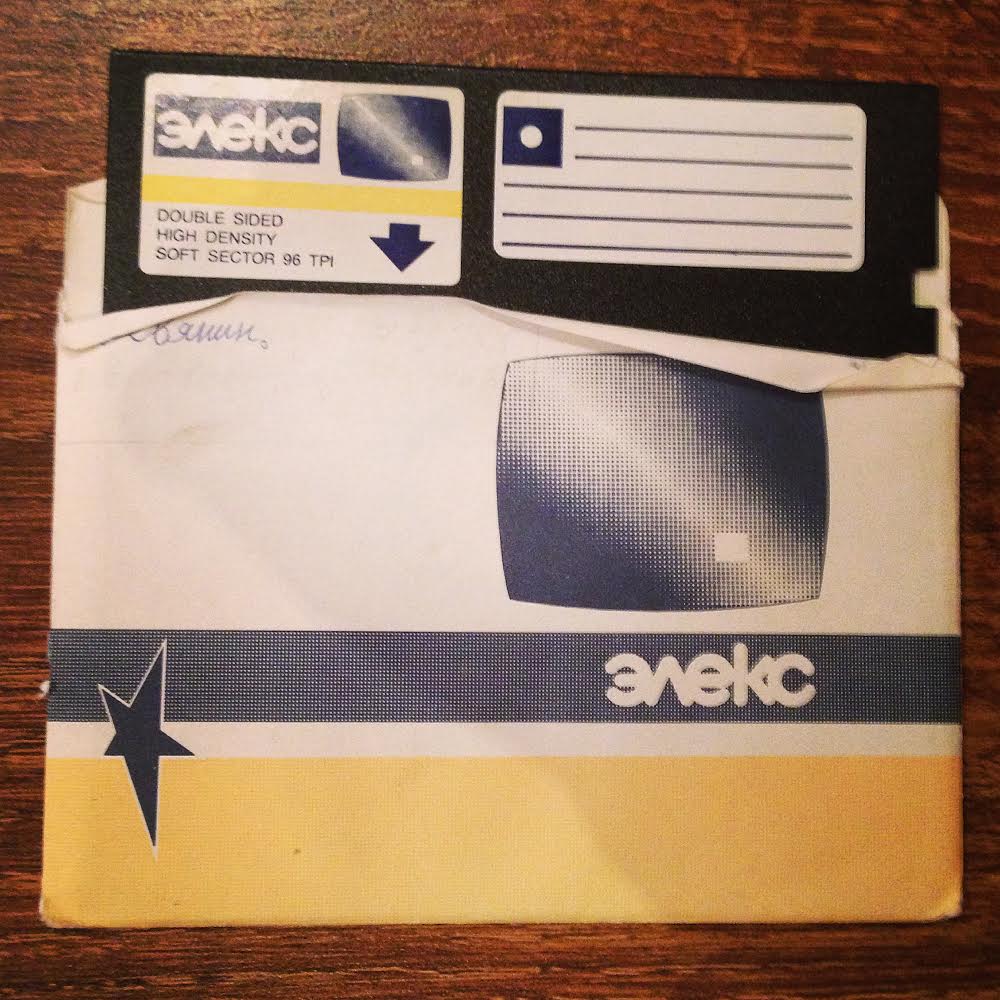 элекс
DOUBLE SIDED
HIGH DENSITY
SOFT SECTOR 96 TPI
элекс